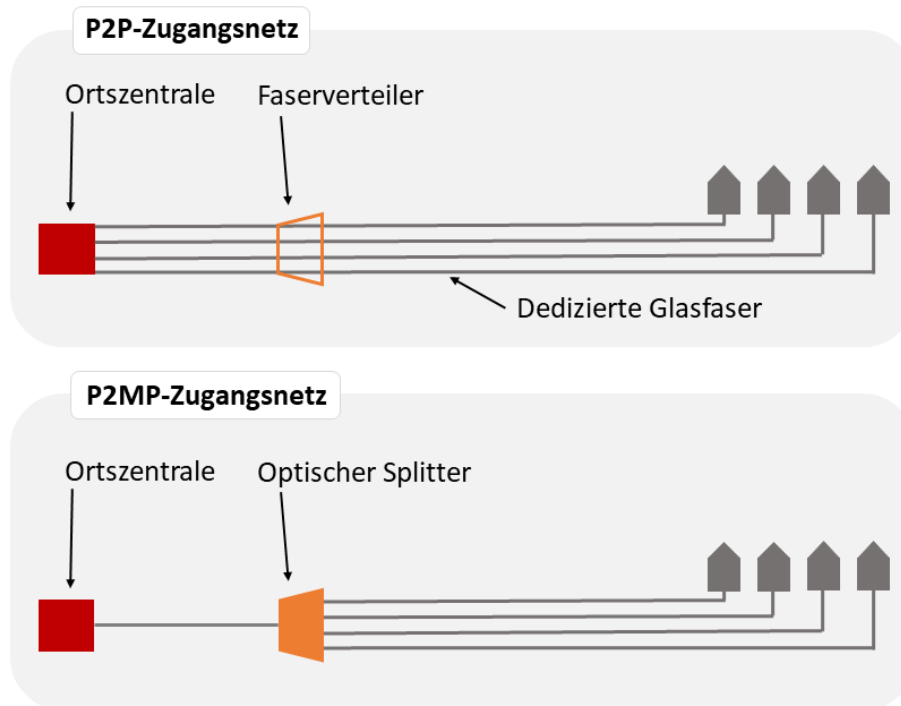 P2P-Zugangsnetz
Ortszentrale
Faserverteiler
Dedizierte Glasfaser
P2MP-Zugangsnetz
Ortszentrale
Optischer Splitter